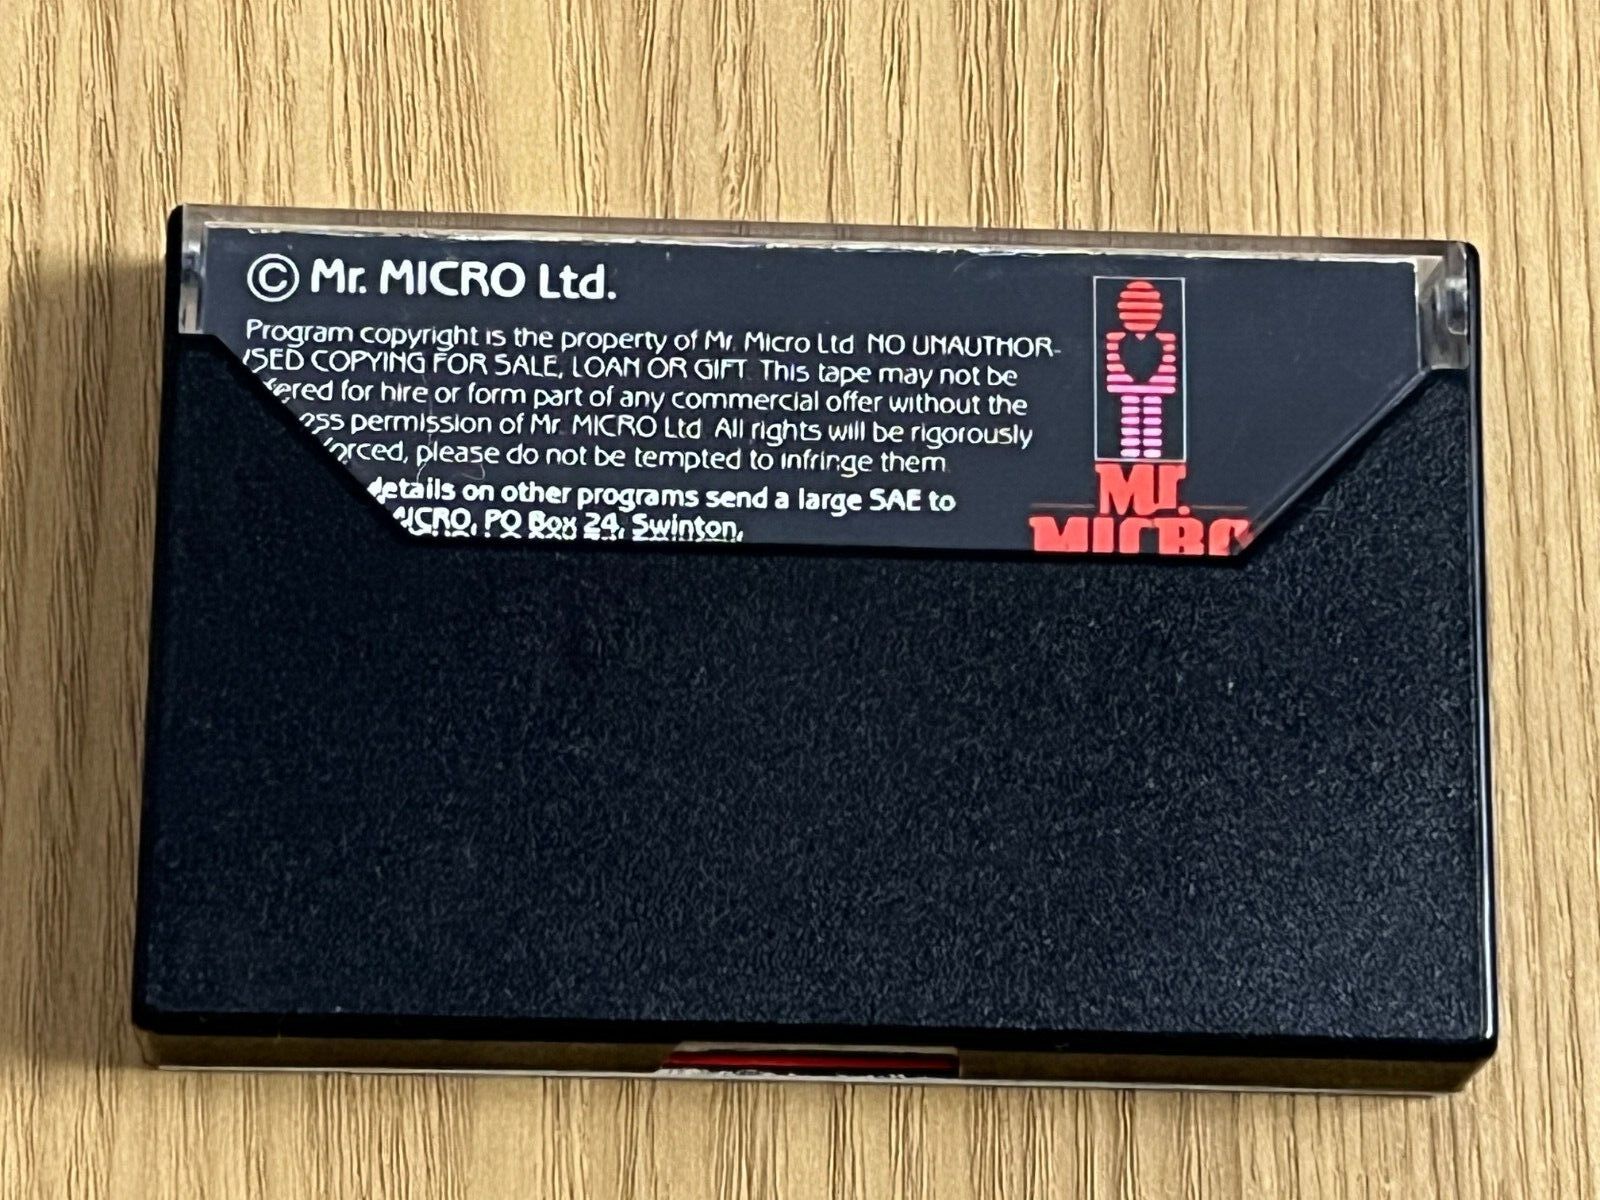 © Mr. MICRO Ltd.
Program copyright is the property of Mr. Micro Ltd NO UNAUTHOR-
ISED COPYING FOR SALE, LOAN OR GIFT This tape may not be
for hire or form part of any commercial offer without the
permission of Mr. MICRO Ltd All rights will be rigorously
please do not be tempted to infringe them
details on other programs send a large SAE to
MICRO, PO Box 24, Swinton,
Mr.
MICRO